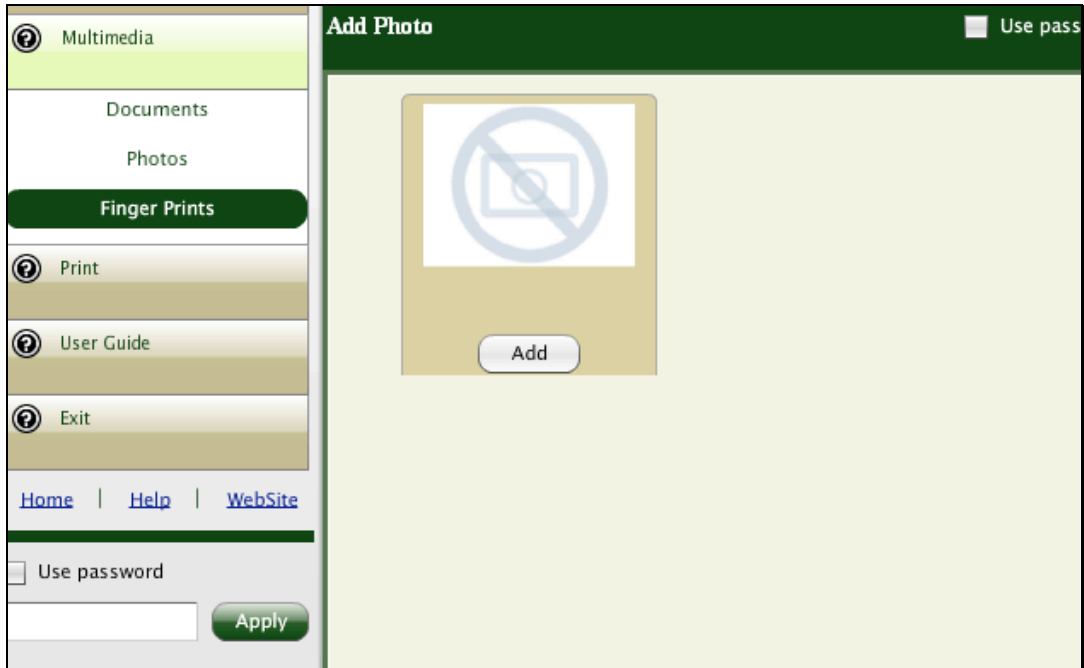 Multimedia
Documents
Photos
Finger Prints
Print
User Guide
Exit
Home | Help | WebSite
Use password
Apply
Add Photo
Use pass
Add